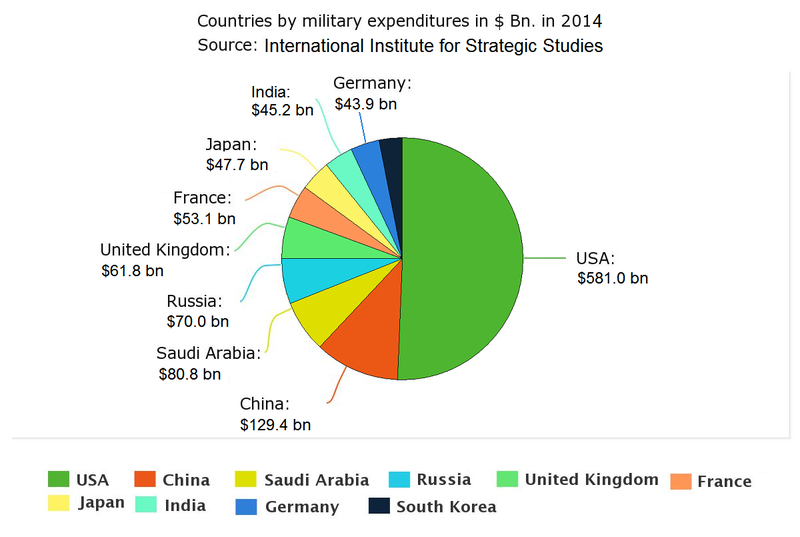 Countries by military expenditures in $ Bn. in 2014
Source: International Institute for Strategic Studies
Germany:
$43.9 bn
India:
$45.2 bn
Japan:
$47.7 bn
France:
$53.1 bn
United Kingdom:
$61.8 bn
Russia:
$70.0 bn
Saudi Arabia:
$80.8 bn
China:
$129.4 bn
USA:
$581.0 bn
USA China Saudi Arabia Russia United Kingdom France
Japan India Germany South Korea